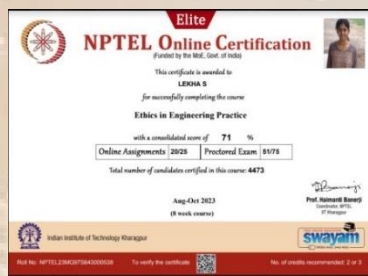 Elite
NPTEL Online Certification
(Funded by the MoE, Govt. of India)
This certificate is awarded to
LEKHA S
for successfully completing the course
Ethics in Engineering Practice
with a consolidated score of 71 %
Online Assignments 20/25 Proctored Exam 51/75
Total number of candidates certified in this course: 4473
Aug-Oct 2023
(8 week course)
Prof. Haimanti Banerji
Coordinator, NPTEL
IIT Kharagpur
Indian Institute of Technology Kharagpur
swayam
Roll No: To verify the certificate No. of credits recommended: 2 or 3